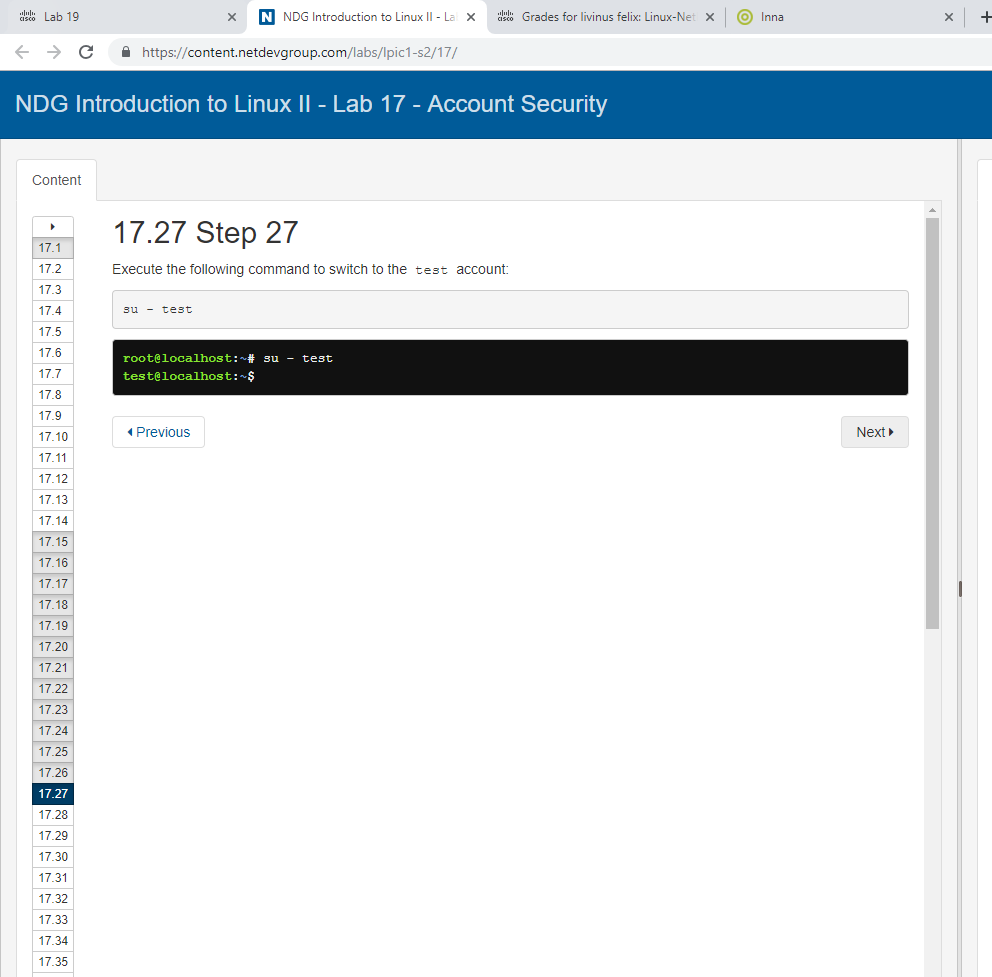 cisco Lab 19
NDG Introduction to Linux II - La
cisco Grades for livinus felix: Linux-Net
Inna
https://content.netdevgroup.com/labs/lpic1-s2/17/
NDG Introduction to Linux II - Lab 17 - Account Security
Content
17.1
17.2
17.3
17.4
17.5
17.6
17.7
17.8
17.9
17.10
17.11
17.12
17.13
17.14
17.15
17.16
17.17
17.18
17.19
17.20
17.21
17.22
17.23
17.24
17.25
17.26
17.27
17.28
17.29
17.30
17.31
17.32
17.33
17.34
17.35
17.27 Step 27
Execute the following command to switch to the test account:
su - test
root@localhost:~# su - test
test@localhost:~$
Previous
Next